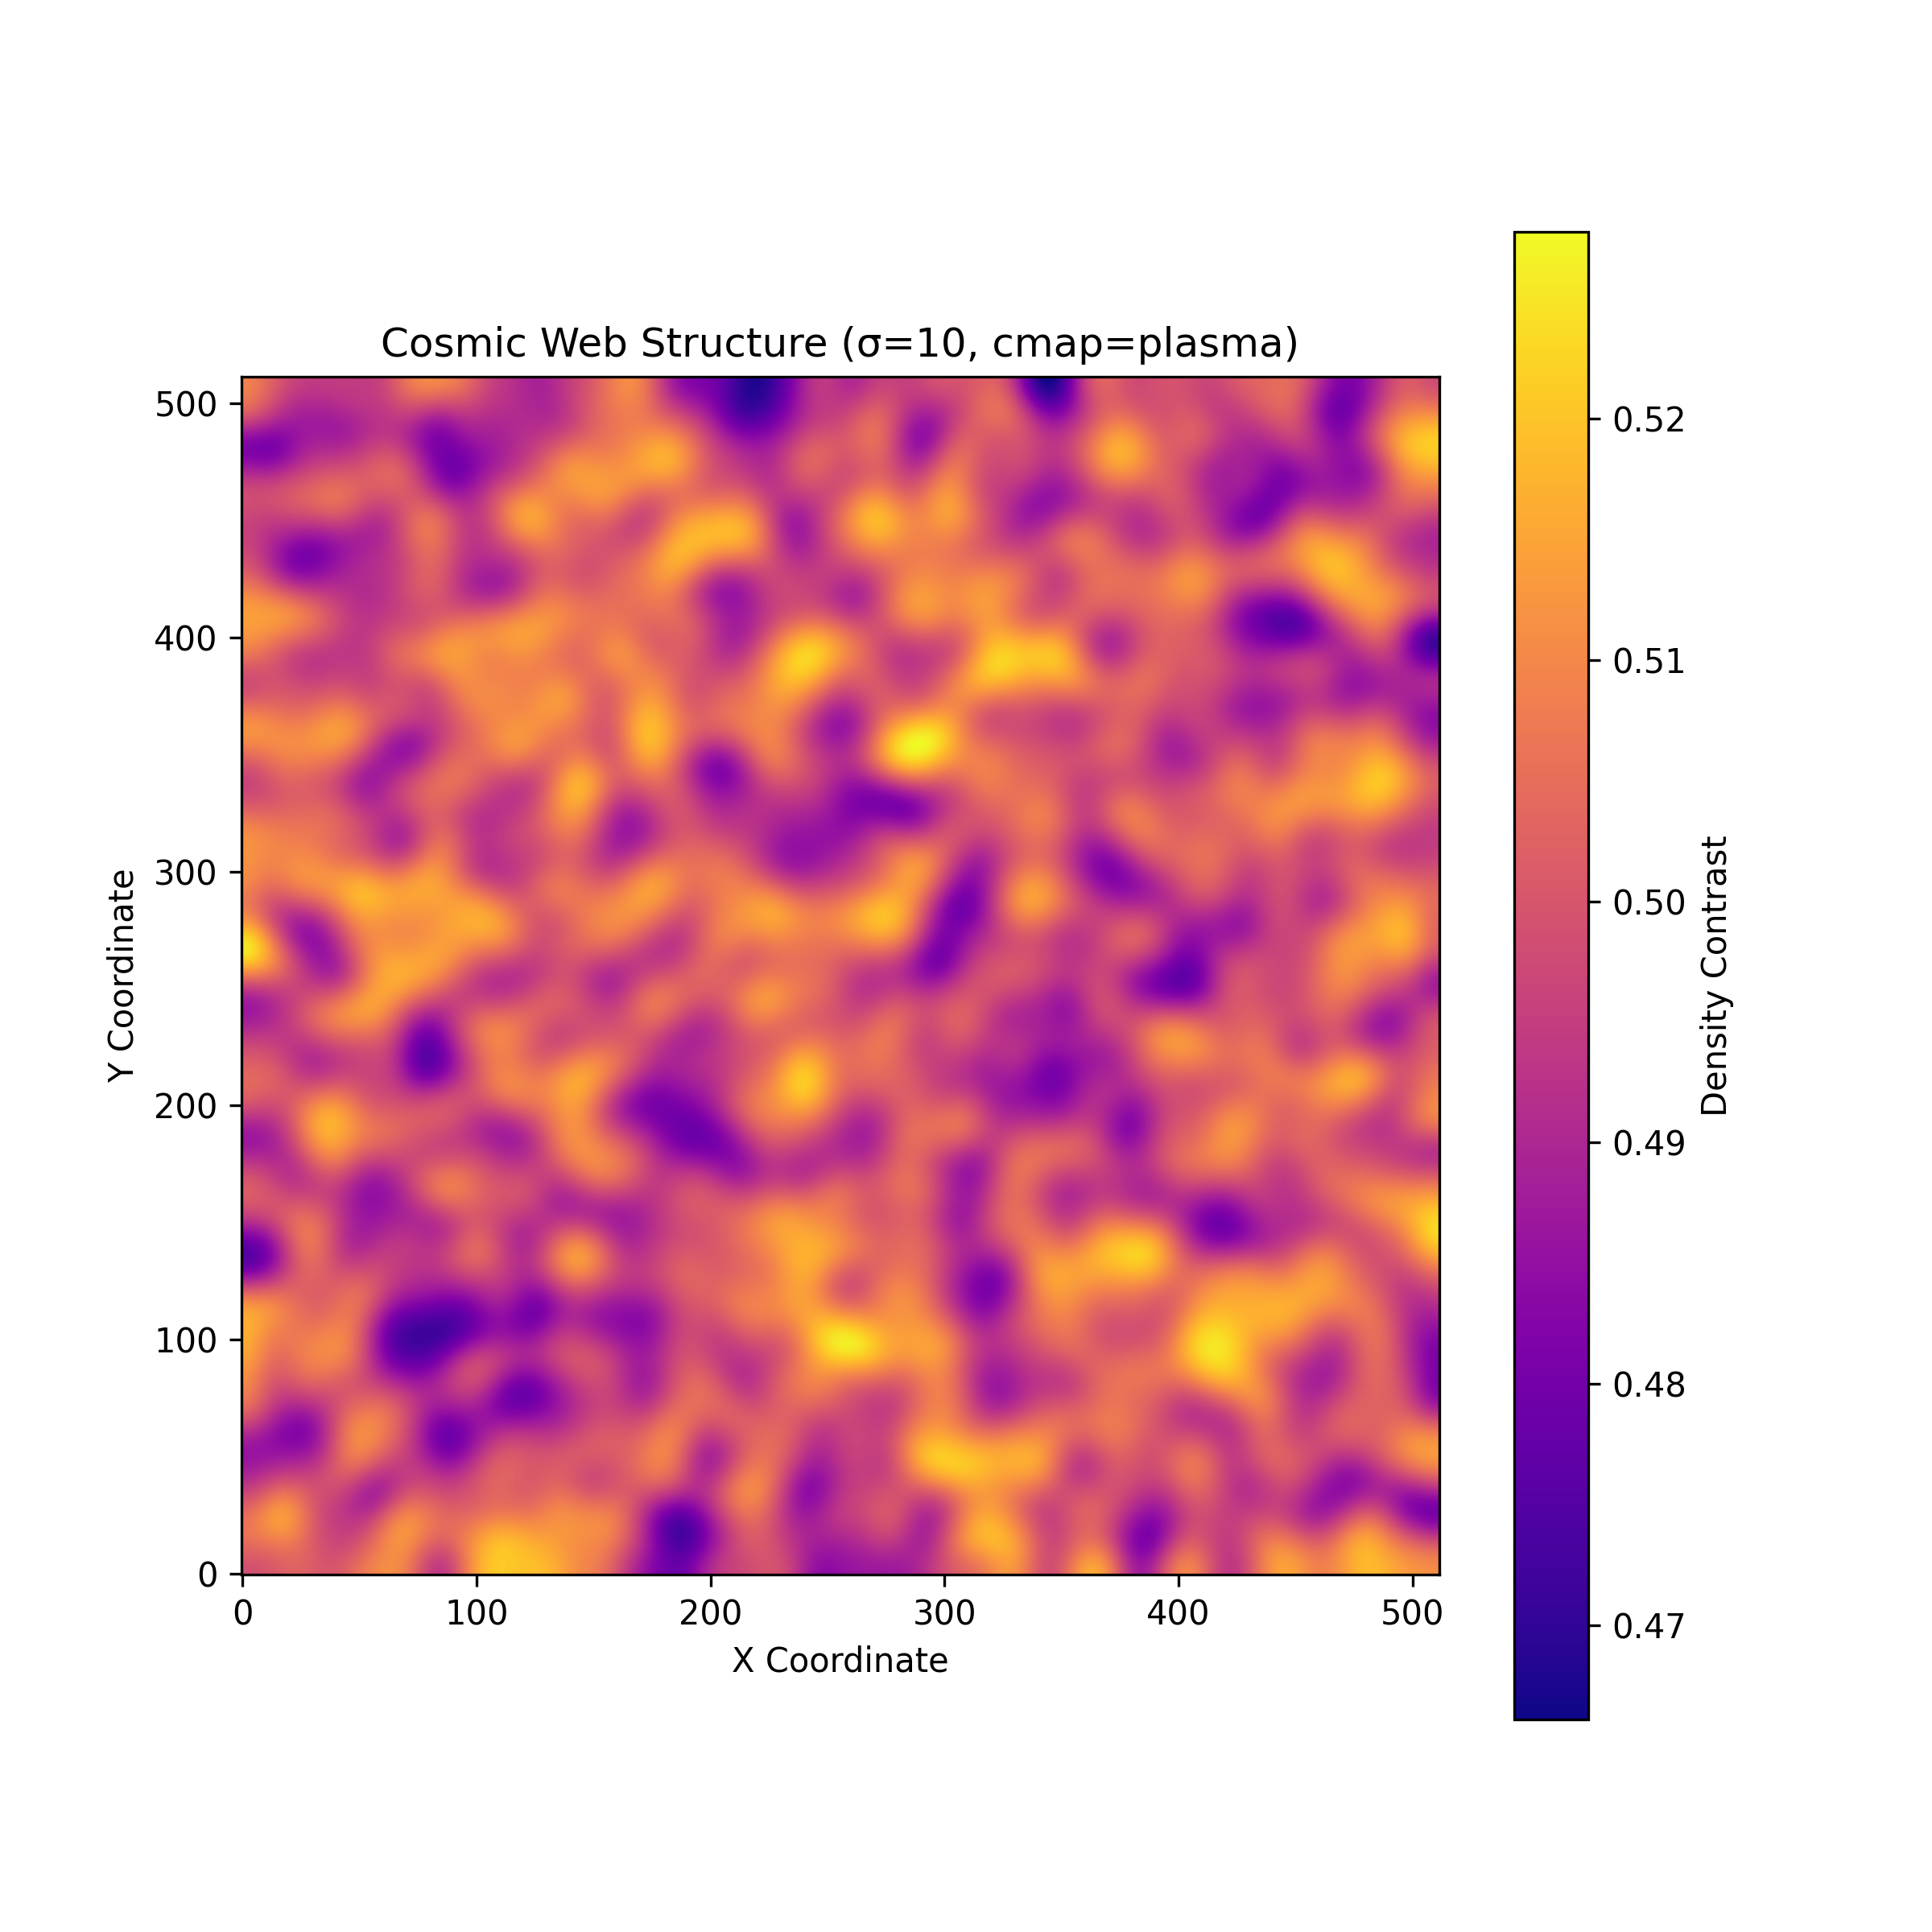 Cosmic Web Structure (σ=10, cmap=plasma)
500
400
300
200
100
0
Y Coordinate
0 100 200 300 400 500
X Coordinate
0.52
0.51
0.50
0.49
0.48
0.47
Density Contrast